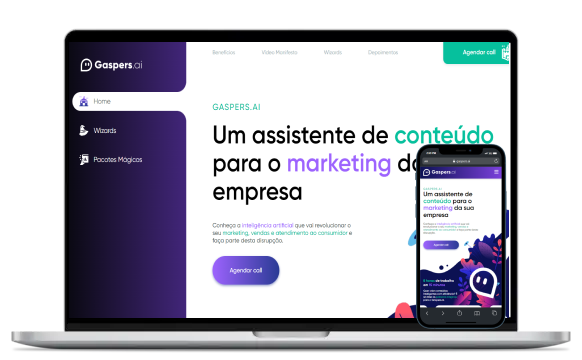 Benefícios Vídeo Manifesto Wizards Depoimentos Agendar call
Gaspers.ai
Home
Wizards
Pacotes Mágicos
GASPERS.AI
Um assistente de conteúdo
para o marketing da
empresa
Conheça a inteligência artificial que vai revolucionar o
seu marketing, vendas e atendimento ao consumidor e
faça parte desta disrupção.
Agendar call
Gaspers.ai
GASPERS.AI
Um assistente de
conteúdo para o
marketing da sua
empresa
Agendar call